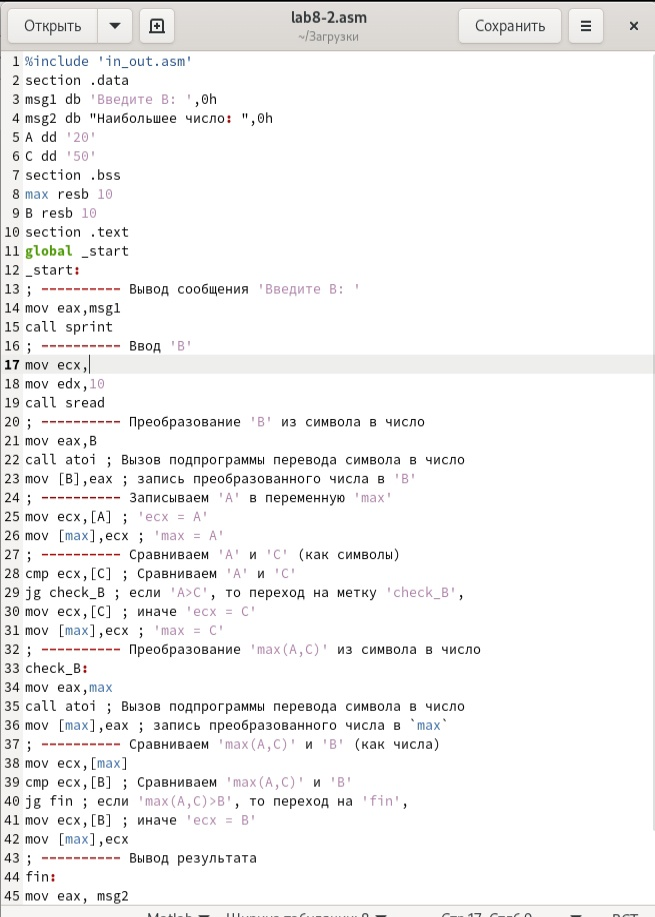 Открыть
lab8-2.asm
~/Загрузки
Сохранить
1 %include 'in_out.asm'
2 section .data
3 msg1 db 'Введите B: ',0h
4 msg2 db "Наибольшее число: ",0h
5 A dd '20'
6 C dd '50'
7 section .bss
8 max resb 10
9 B resb 10
10 section .text
11 global _start
12 _start:
13 ; ---------- Вывод сообщения 'Введите B: '
14 mov eax,msg1
15 call sprint
16 ; ---------- Ввод 'B'
17 mov ecx,
18 mov edx,10
19 call sread
20 ; ---------- Преобразование 'B' из символа в число
21 mov eax,B
22 call atoi ; Вызов подпрограммы перевода символа в число
23 mov [B],eax ; запись преобразованного числа в 'B'
24 ; ---------- Записываем 'A' в переменную 'max'
25 mov ecx,[A] ; 'ecx = A'
26 mov [max],ecx ; 'max = A'
27 ; ---------- Сравниваем 'A' и 'С' (как символы)
28 cmp ecx,[C] ; Сравниваем 'A' и 'С'
29 jg check_B ; если 'A>C', то переход на метку 'check_B',
30 mov ecx,[C] ; иначе 'ecx = C'
31 mov [max],ecx ; 'max = C'
32 ; ---------- Преобразование 'max(A,C)' из символа в число
33 check_B:
34 mov eax,max
35 call atoi ; Вызов подпрограммы перевода символа в число
36 mov [max],eax ; запись преобразованного числа в `max`
37 ; ---------- Сравниваем 'max(A,C)' и 'B' (как числа)
38 mov ecx,[max]
39 cmp ecx,[B] ; Сравниваем 'max(A,C)' и 'B'
40 jg fin ; если 'max(A,C)>B', то переход на 'fin',
41 mov ecx,[B] ; иначе 'ecx = B'
42 mov [max],ecx
43 ; ---------- Вывод результата
44 fin:
45 mov eax, msg2